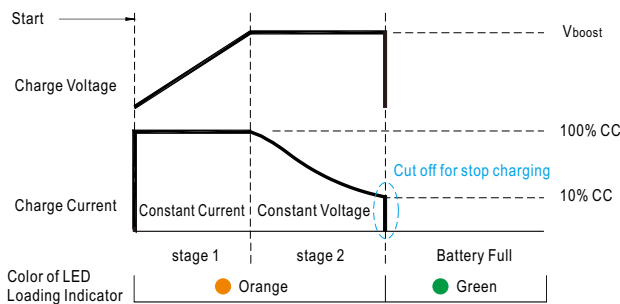 Start
Vboost
Charge Voltage
100% CC
Cut off for stop charging
10% CC
Charge Current
Constant Current
Constant Voltage
stage 1
stage 2
Battery Full
Color of LED
Loading Indicator
Orange
Green